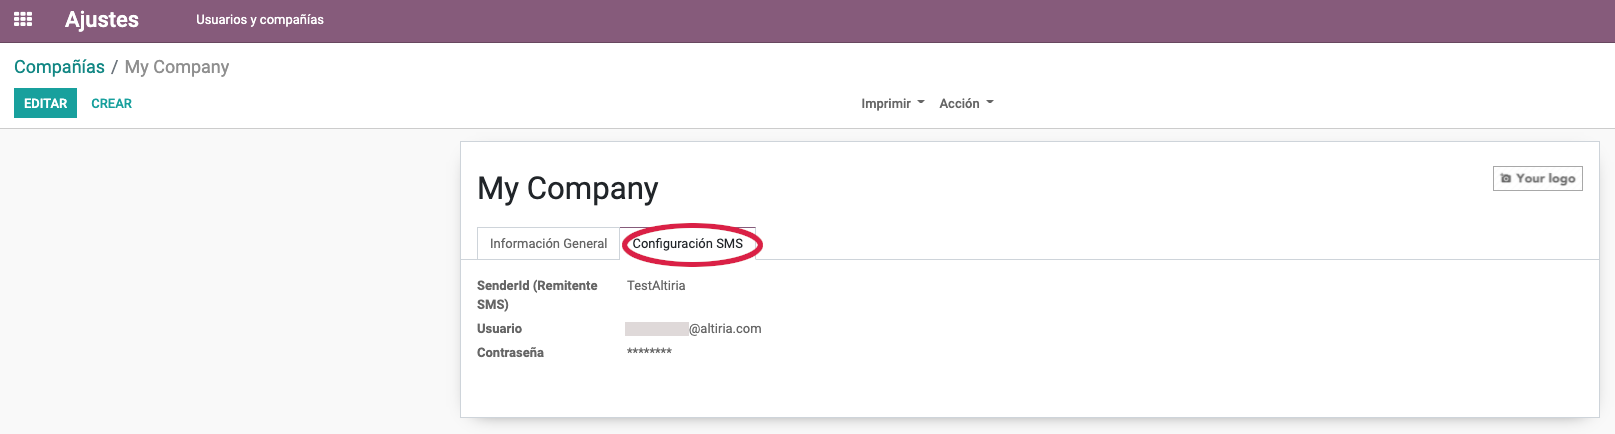 Ajustes Usuarios y compañías
Compañías / My Company
EDITAR CREAR Imprimir Acción
Your logo
My Company
Información General Configuración SMS
SenderId (Remitente SMS) TestAltiria
Usuario @altiria.com
Contraseña ********